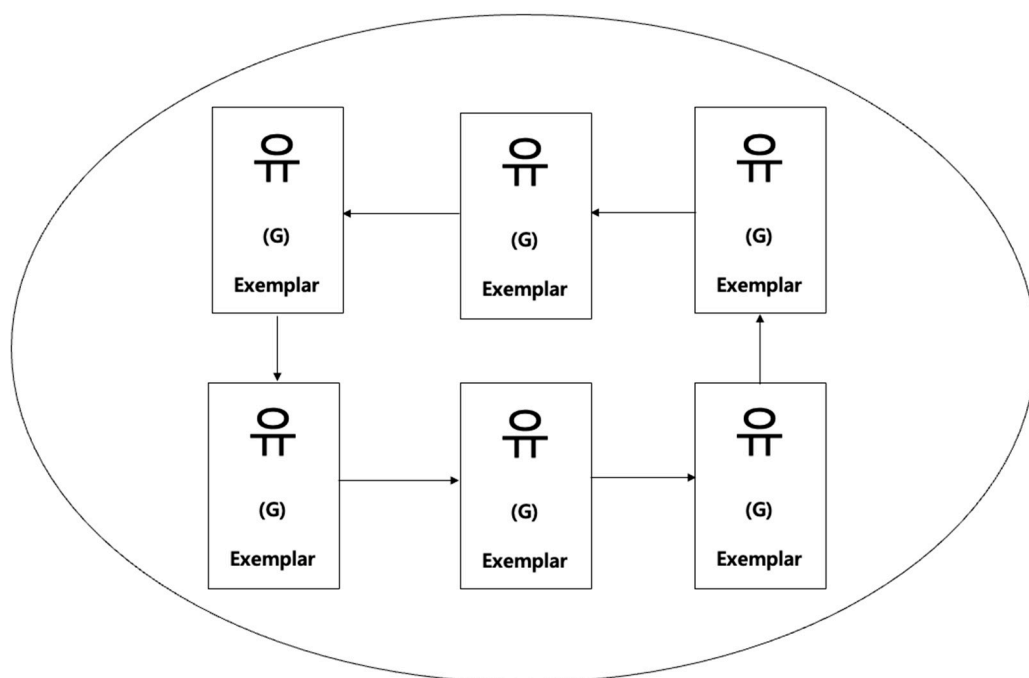 유
(G)
Exemplar
유
(G)
Exemplar
유
(G)
Exemplar
유
(G)
Exemplar
유
(G)
Exemplar
유
(G)
Exemplar